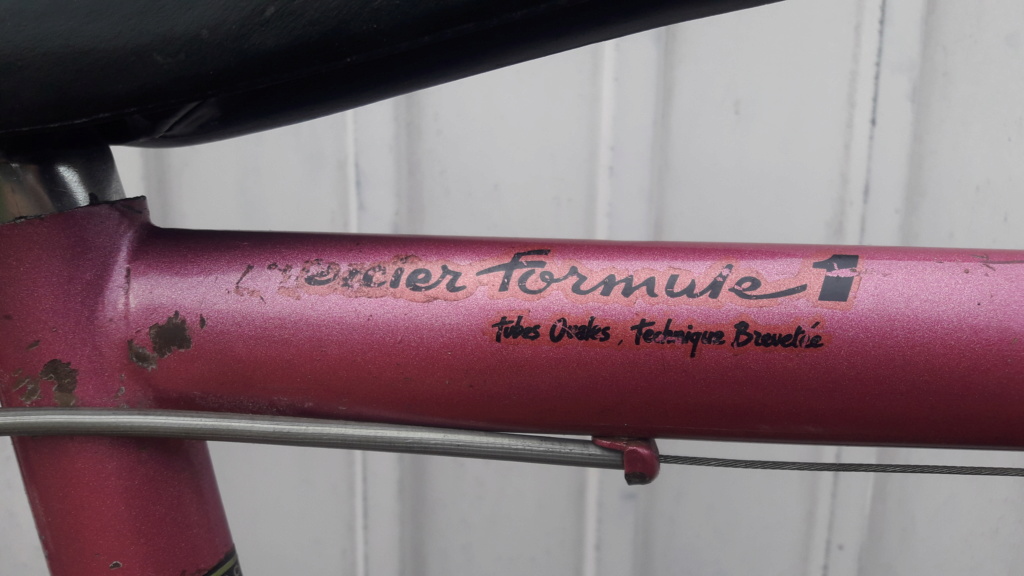 Mercier Formule 1
Tubes Ovales, Technique Brevetée